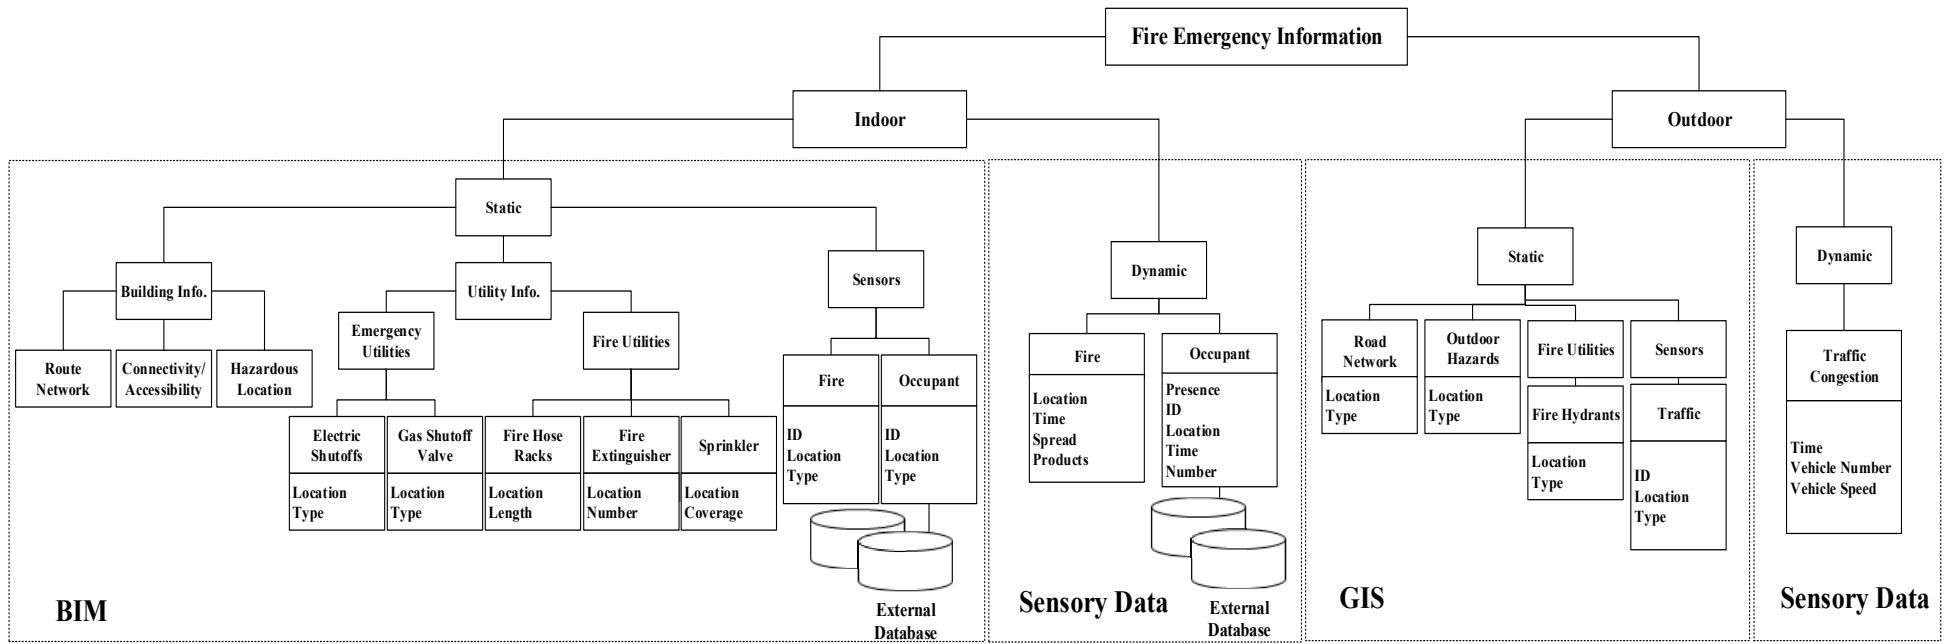 Fire Emergency Information
Indoor
Outdoor
Static
Building Info.
Utility Info.
Sensors
Route
Network
Connectivity/
Accessibility
Hazardous
Location
Emergency
Utilities
Fire Utilities
Electric
Shutoffs
Location
Type
Gas Shutoff
Valve
Location
Type
Fire Hose
Racks
Location
Length
Fire
Extinguisher
Location
Number
Sprinkler
Location
Coverage
Fire
ID
Location
Type
Occupant
ID
Location
Type
External
Database
BIM
Dynamic
Fire
Location
Time
Spread
Products
Occupant
Presence
ID
Location
Time
Number
External
Database
Sensory Data
Static
Road
Network
Location
Type
Outdoor
Hazards
Location
Type
Fire Utilities
Fire Hydrants
Location
Type
Sensors
Traffic
ID
Location
Type
GIS
Dynamic
Traffic
Congestion
Time
Vehicle Number
Vehicle Speed
Sensory Data